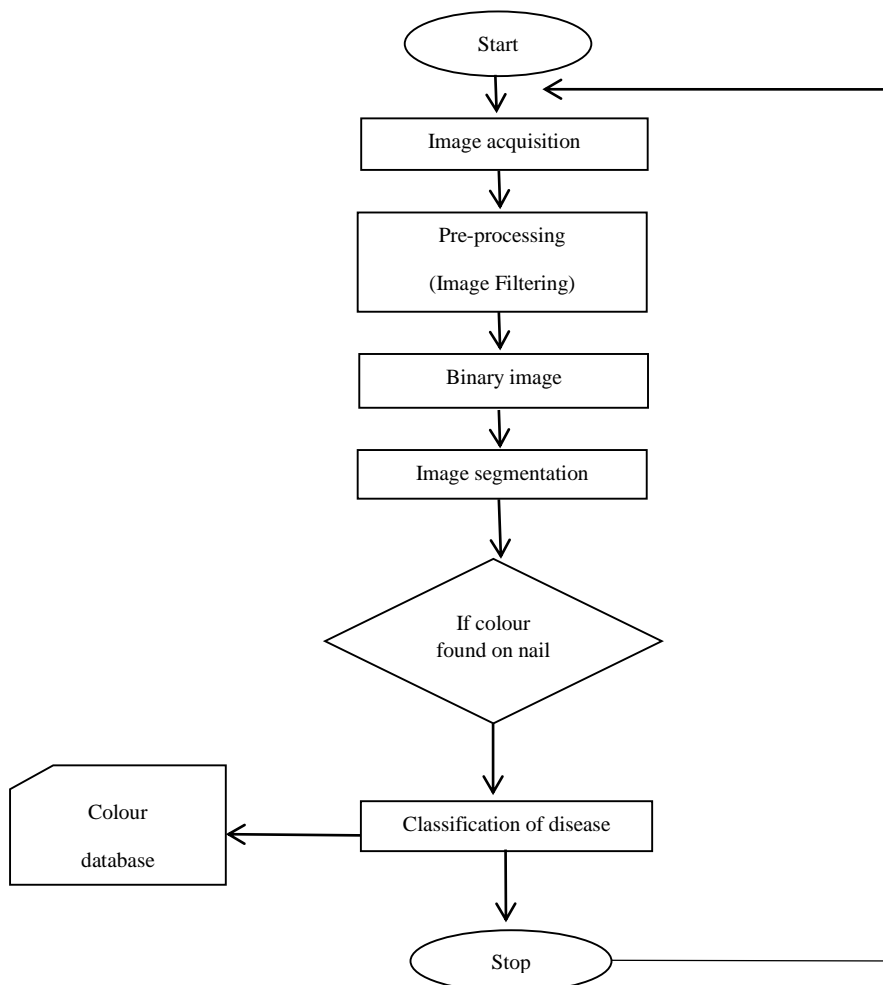 Start
Image acquisition
Pre-processing
(Image Filtering)
Binary image
Image segmentation
If colour
found on nail
Colour
database
Classification of disease
Stop